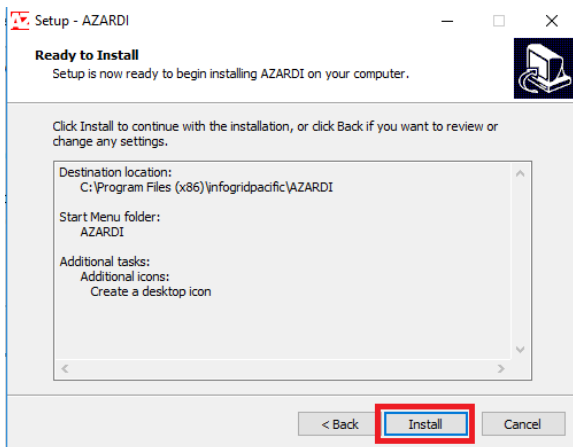 Setup - AZARDI
Ready to Install
Setup is now ready to begin installing AZARDI on your computer.
Click Install to continue with the installation, or click Back if you want to review or
change any settings.
Destination location:
C:\Program Files (x86)\infogridpacific\AZARDI
Start Menu folder:
AZARDI
Additional tasks:
Additional icons:
Create a desktop icon
< Back
Install
Cancel